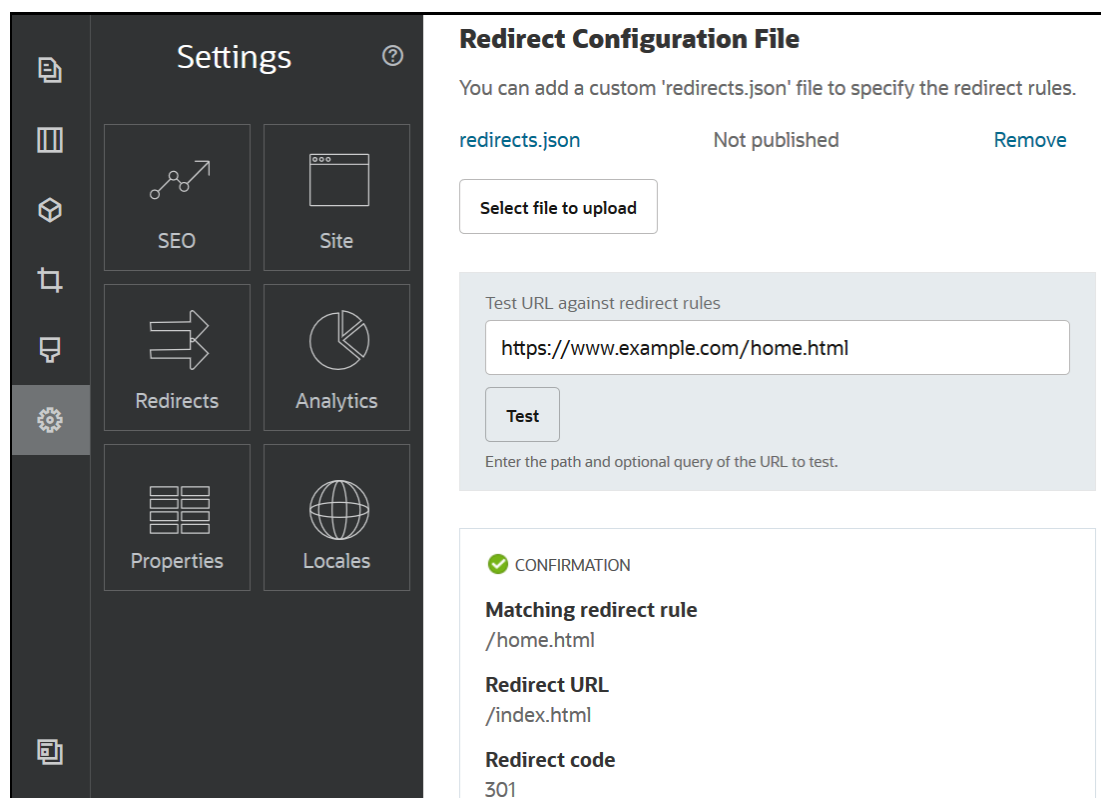 Settings
SEO
Site
Redirects
Analytics
Properties
Locales
Redirect Configuration File
You can add a custom 'redirects.json' file to specify the redirect rules.
redirects.json Not published Remove
Select file to upload
Test URL against redirect rules
https://www.example.com/home.html
Test
Enter the path and optional query of the URL to test.
CONFIRMATION
Matching redirect rule
/home.html
Redirect URL
/index.html
Redirect code
301